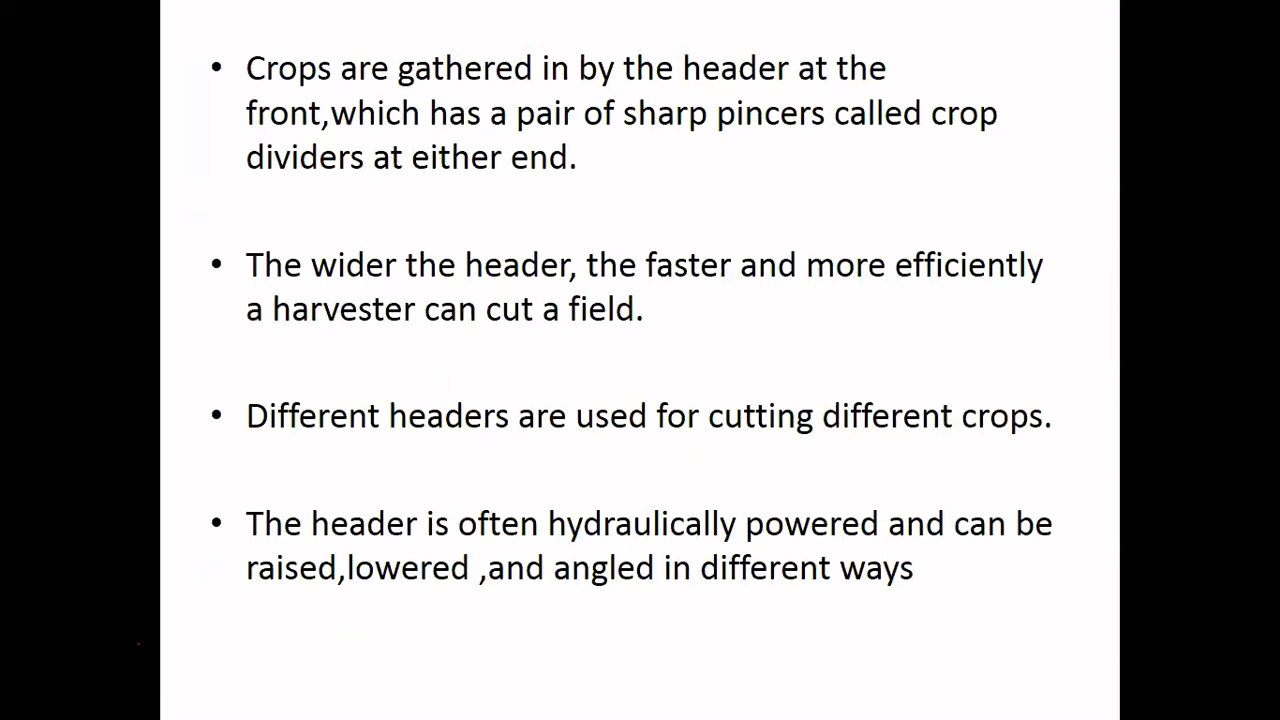 • Crops are gathered in by the header at the
front,which has a pair of sharp pincers called crop
dividers at either end.
• The wider the header, the faster and more efficiently
a harvester can cut a field.
• Different headers are used for cutting different crops.
• The header is often hydraulically powered and can be
raised,lowered ,and angled in different ways